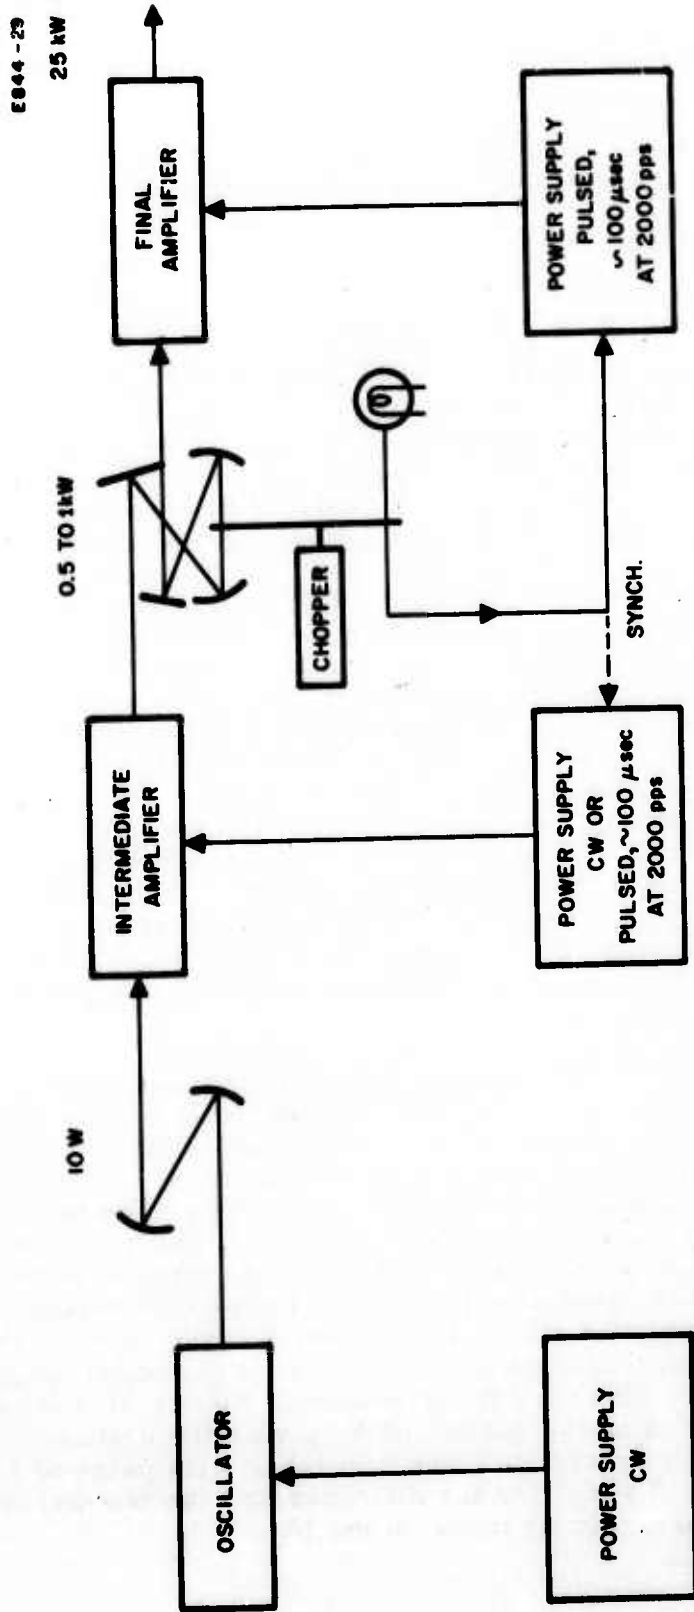 E844-29
25 kW
0.5 TO 1kW
10 W
OSCILLATOR
INTERMEDIATE
AMPLIFIER
FINAL
AMPLIFIER
CHOPPER
POWER SUPPLY
CW
POWER SUPPLY
CW OR
PULSED, ~100 μsec
AT 2000 pps
SYNCH.
POWER SUPPLY
PULSED,
~100 μsec
AT 2000 pps